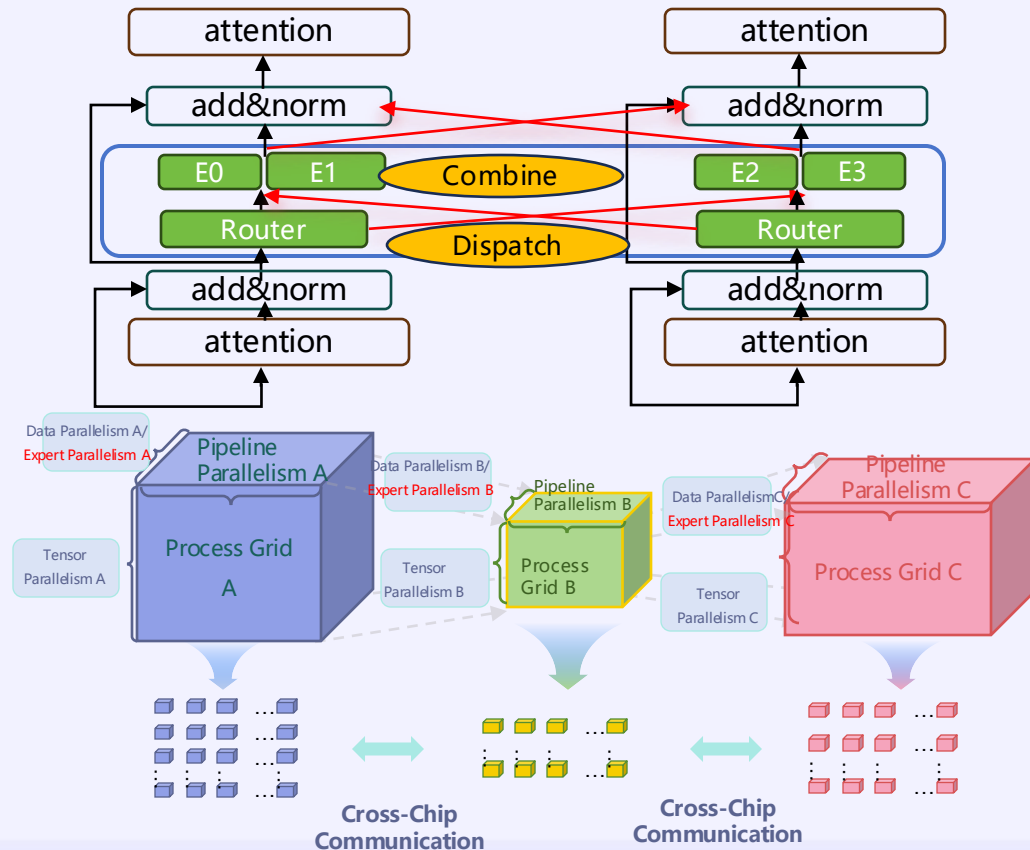 attention
attention
add&norm
add&norm
E0
E1
Combine
E2
E3
Router
Dispatch
Router
add&norm
add&norm
attention
attention
Data Parallelism A/
Expert Parallelism A
Pipeline
Parallelism A
Tensor
Parallelism A
Process Grid
A
Data Parallelism B/
Expert Parallelism B
Pipeline
Parallelism B
Tensor
Parallelism B
Process
Grid B
Data ParallelismC/
Expert Parallelism C
Pipeline
Parallelism C
Tensor
Parallelism C
Process Grid C
Cross-Chip
Communication
Cross-Chip
Communication